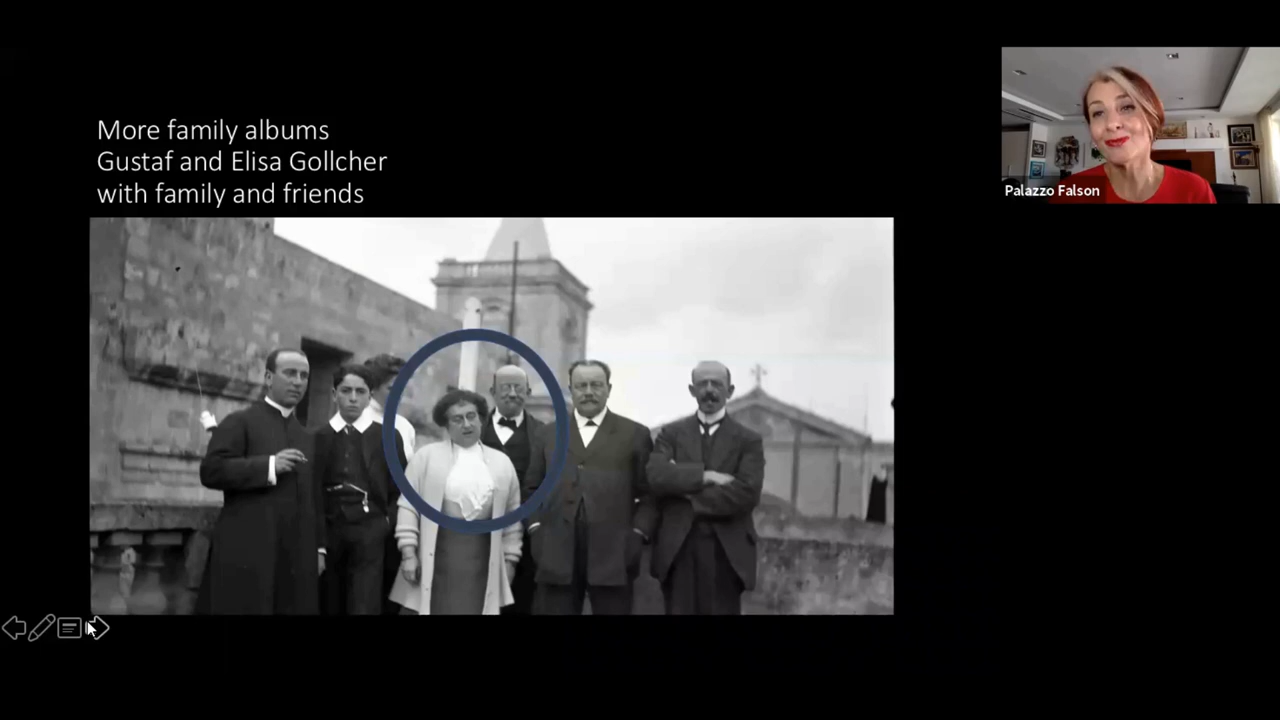 More family albums
Gustaf and Elisa Gollcher
with family and friends
Palazzo Falson